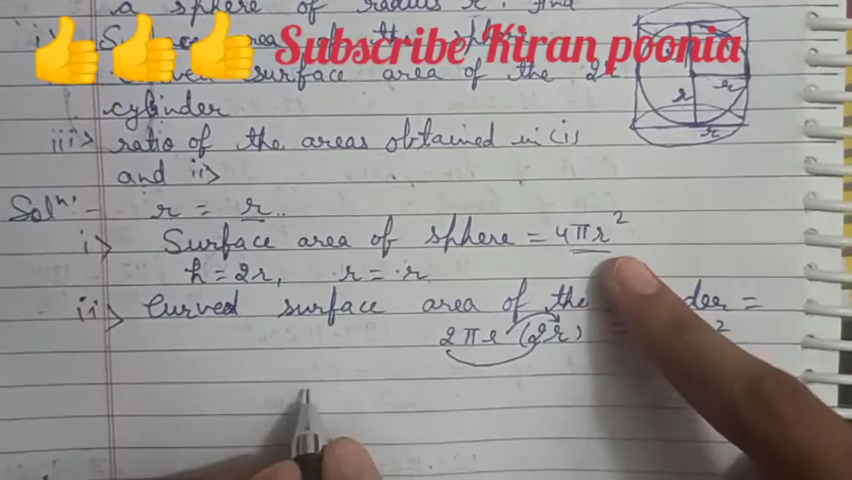 a sphere of radius r. Find
Subscribe Kiran poonia
surface area of the
cylinder
iii> ratio of the areas obtained in (i)
and ii>
Solⁿ:- r = r..
i> Surface area of sphere = 4πr²
h = 2r, r = r
ii> Curved surface area of the =
2πr (2r) =